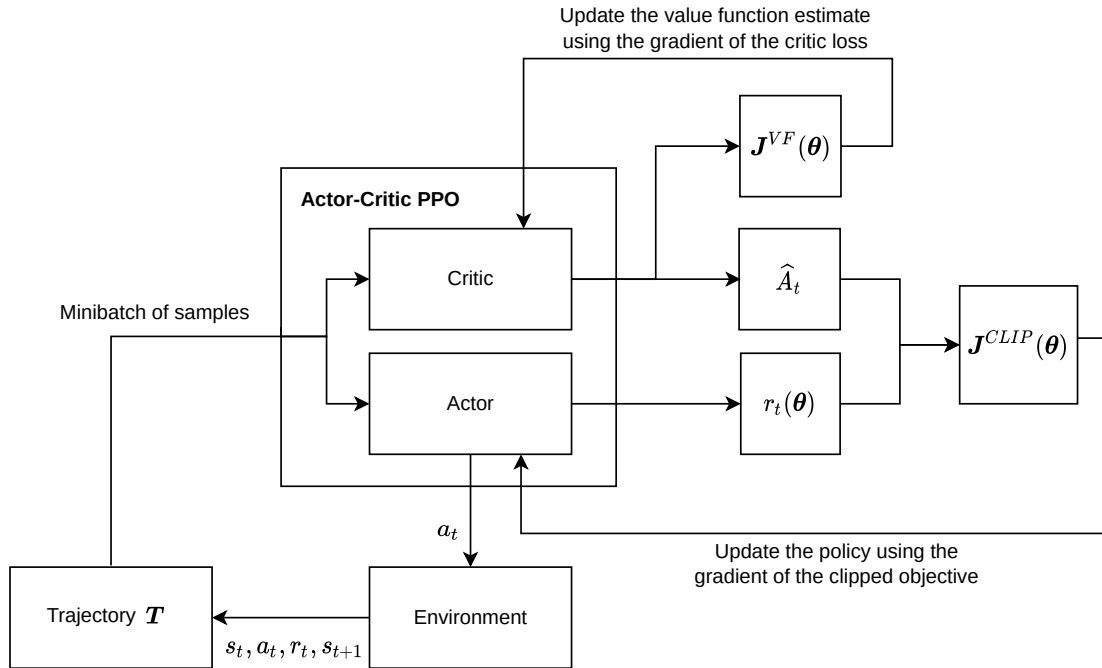 Update the value function estimate
using the gradient of the critic loss
J^{VF}(θ)
Actor-Critic PPO
Critic
Â_t
Minibatch of samples
J^{CLIP}(θ)
Actor
r_t(θ)
a_t
Update the policy using the
gradient of the clipped objective
Trajectory T
Environment
s_t, a_t, r_t, s_{t+1}